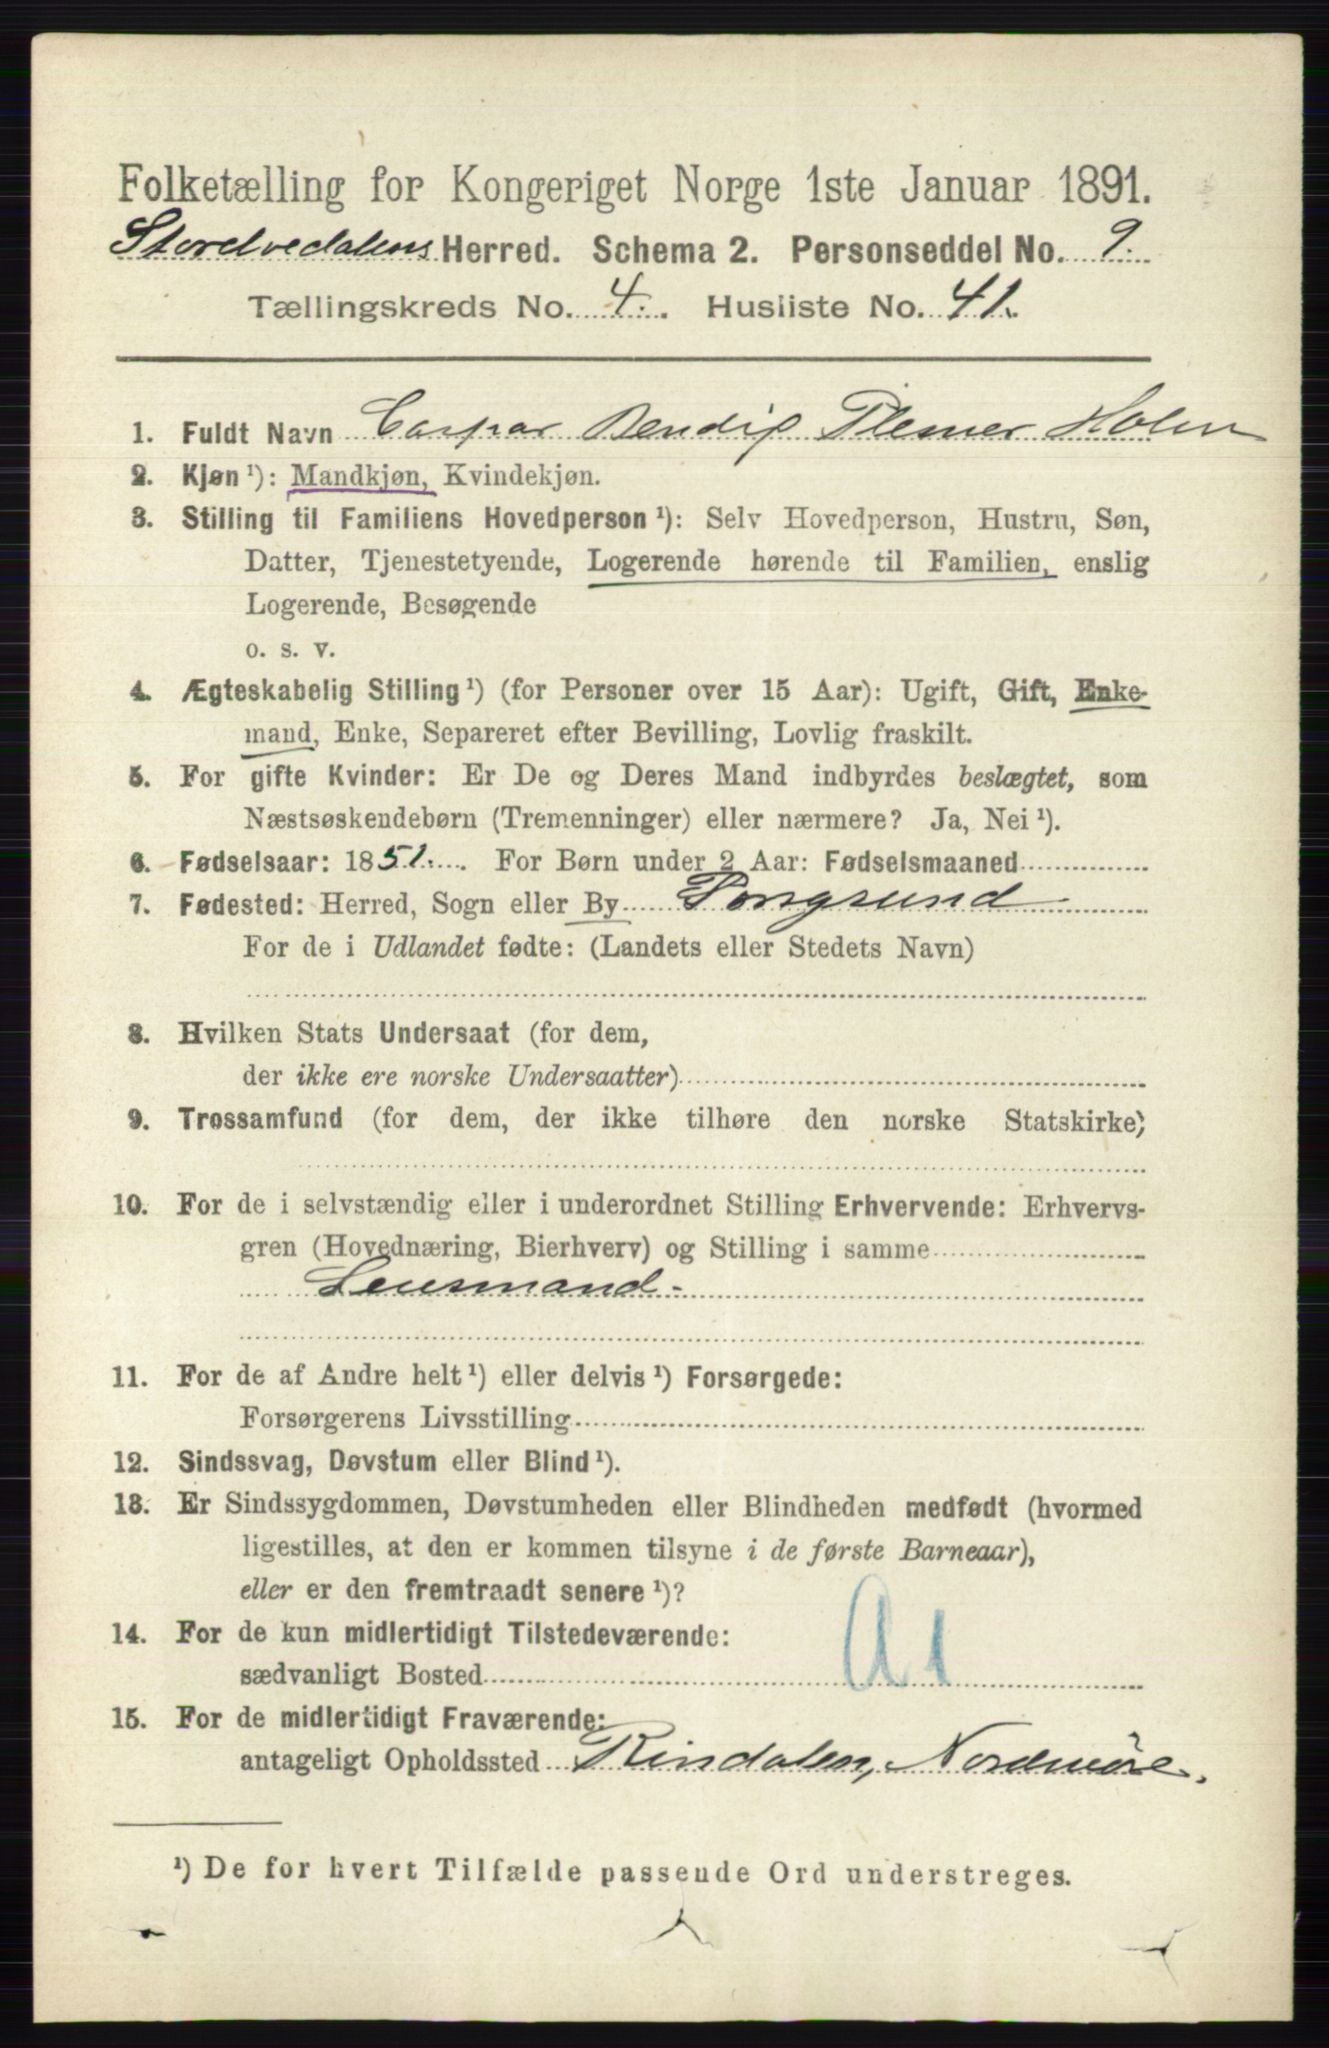 Folketælling for Kongeriget Norge 1ste Januar 1891.
Storelvedalens Herred. Schema 2. Personseddel No. 9.
Tællingskreds No. 4. Husliste No. 41.
1. Fuldt Navn Caspar Bendix Plener Holm
2. Kjøn ¹): Mandkjøn, Kvindekjøn.
3. Stilling til Familiens Hovedperson ¹): Selv Hovedperson, Hustru, Søn,
Datter, Tjenestetyende, Logerende hørende til Familien, enslig
Logerende, Besøgende
o. s. v.
4. Ægteskabelig Stilling ¹) (for Personer over 15 Aar): Ugift, Gift, Enke-
mand, Enke, Separeret efter Bevilling, Lovlig fraskilt.
5. For gifte Kvinder: Er De og Deres Mand indbyrdes beslægtet, som
Næstsøskendebørn (Tremenninger) eller nærmere? Ja, Nei ¹).
6. Fødselsaar: 1851. For Børn under 2 Aar: Fødselsmaaned
7. Fødested: Herred, Sogn eller By Porsgrund
For de i Udlandet fødte: (Landets eller Stedets Navn)
8. Hvilken Stats Undersaat (for dem,
der ikke ere norske Undersaatter)
9. Trossamfund (for dem, der ikke tilhøre den norske Statskirke)
10. For de i selvstændig eller i underordnet Stilling Erhvervende: Erhvervs-
gren (Hovednæring, Bierhverv) og Stilling i samme
Lensmand.
11. For de af Andre helt ¹) eller delvis ¹) Forsørgede:
Forsørgerens Livsstilling
12. Sindssvag, Døvstum eller Blind ¹).
13. Er Sindssygdommen, Døvstumheden eller Blindheden medfødt (hvormed
ligestilles, at den er kommen tilsyne i de første Barneaar),
eller er den fremtraadt senere ¹)?
14. For de kun midlertidigt Tilstedeværende:
sædvanligt Bosted
A1
15. For de midlertidigt Fraværende:
antageligt Opholdssted Rindalen, Nordmöre.
¹) De for hvert Tilfælde passende Ord understreges.